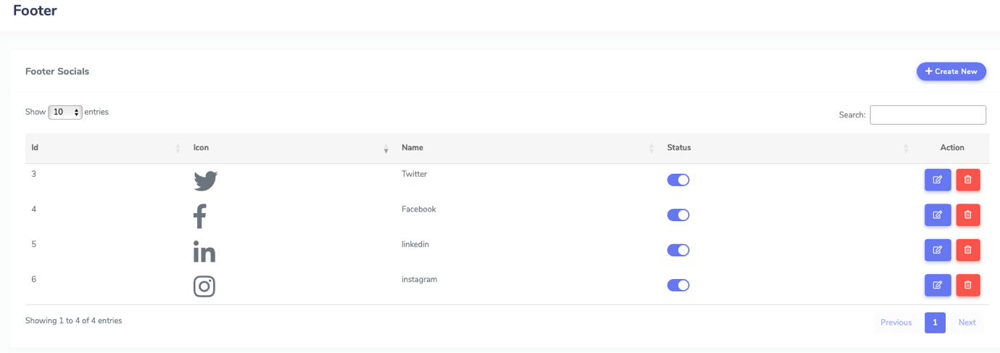 Footer
Footer Socials
Create New
Show 10 entries
Search:
Id Icon Name Status Action
3 Twitter
4 Facebook
5 linkedin
6 instagram
Showing 1 to 4 of 4 entries
Previous 1 Next